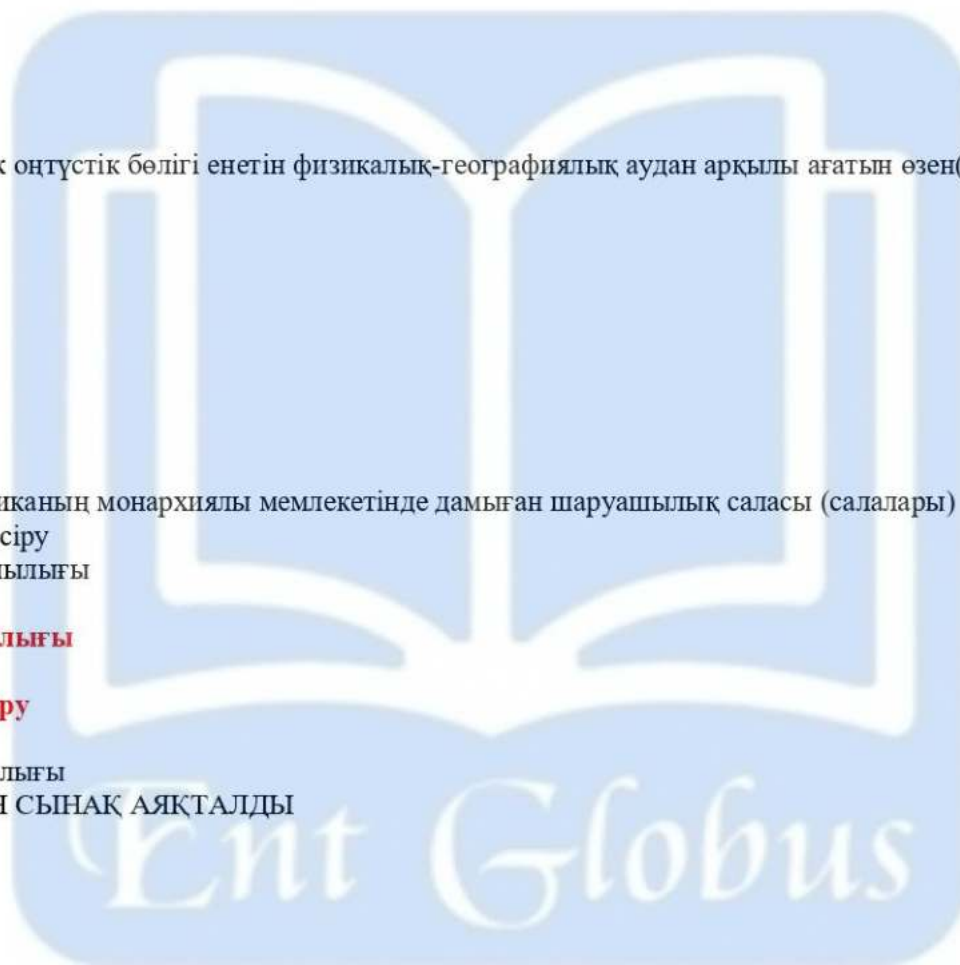 қ оңтүстік бөлігі енетін физикалық-географиялық аудан арқылы ағатын өзен(
иканың монархиялы мемлекетінде дамыған шаруашылық саласы (салалары)
сіру
шылығы
лығы
ру
лығы
Н СЫНАҚ АЯҚТАЛДЫ
Ent Globus